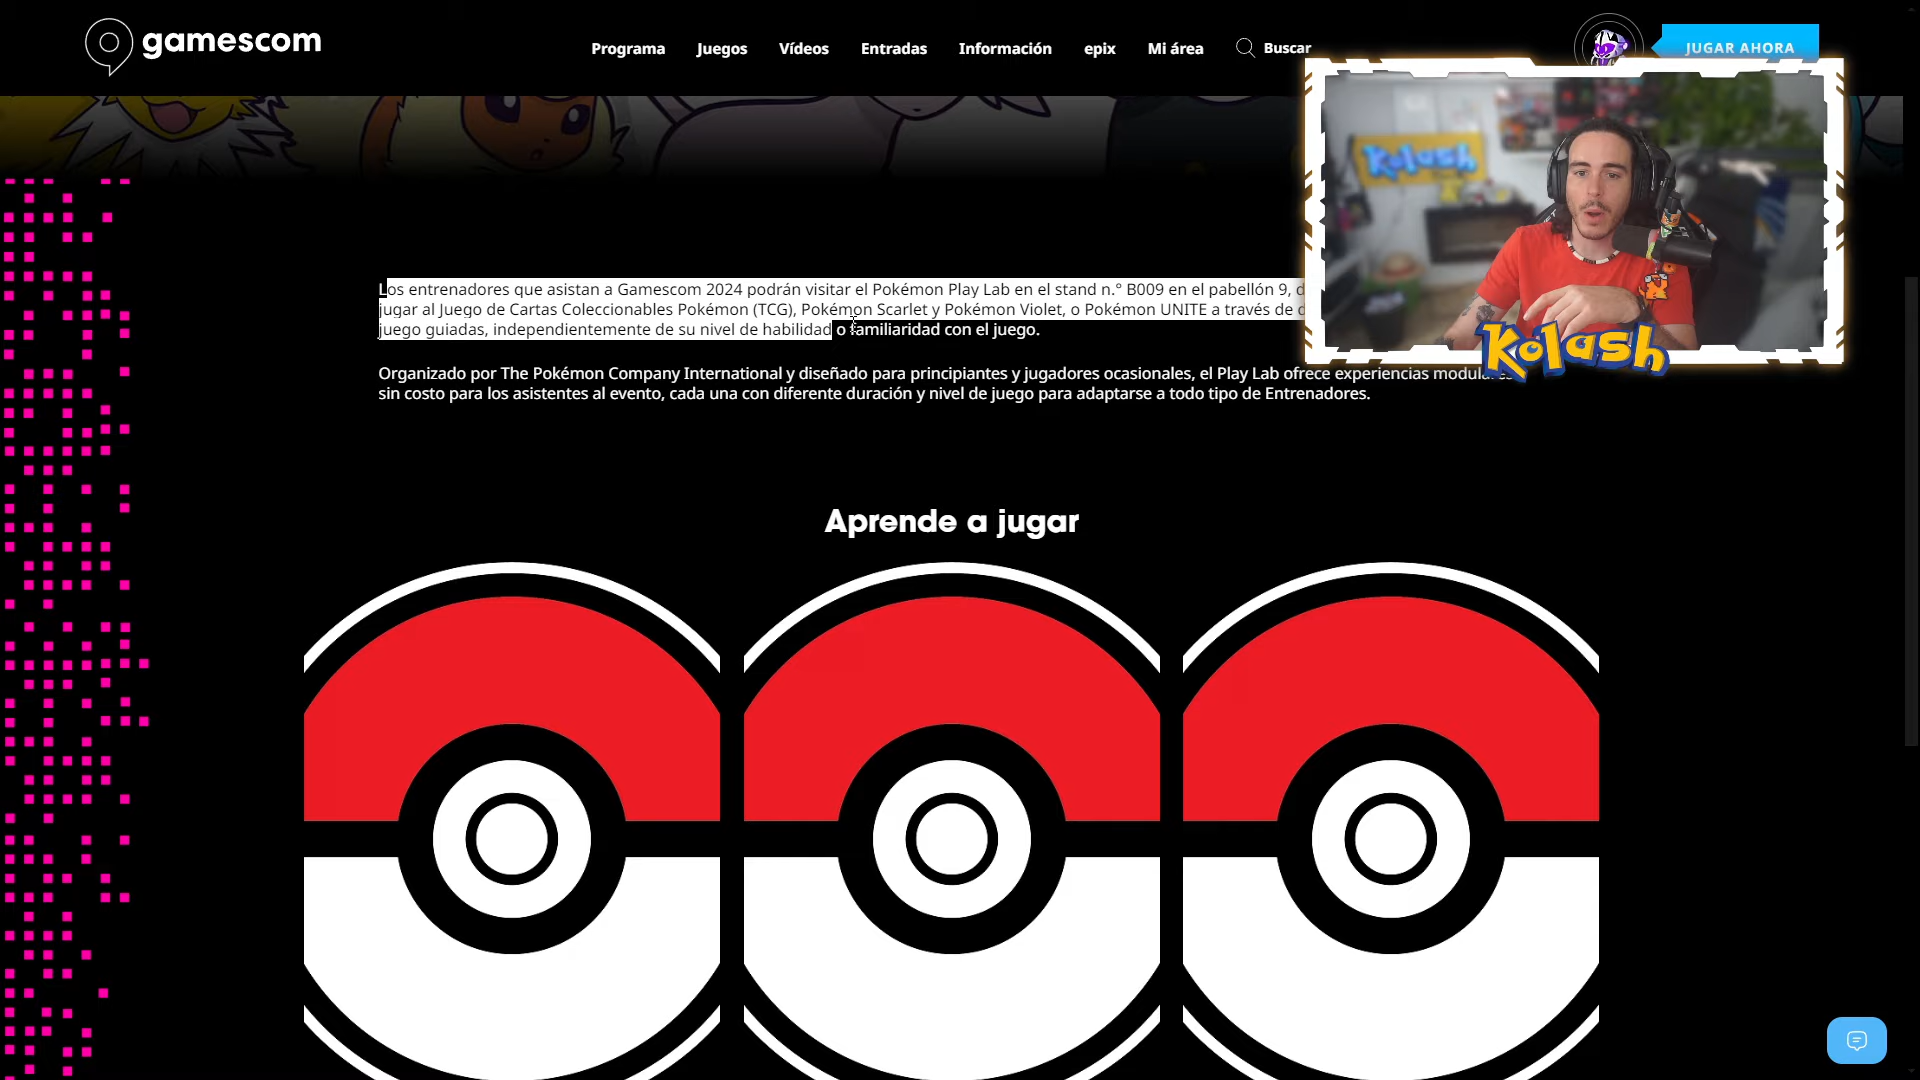 gamescom
Programa Juegos Vídeos Entradas Información epix Mi área Buscar
JUGAR AHORA
Kolash
Los entrenadores que asistan a Gamescom 2024 podrán visitar el Pokémon Play Lab en el stand n.° B009 en el pabellón 9, d
jugar al Juego de Cartas Coleccionables Pokémon (TCG), Pokémon Scarlet y Pokémon Violet, o Pokémon UNITE a través de d
juego guiadas, independientemente de su nivel de habilidad o familiaridad con el juego.
Kolash
Organizado por The Pokémon Company International y diseñado para principiantes y jugadores ocasionales, el Play Lab ofrece experiencias modulares
sin costo para los asistentes al evento, cada una con diferente duración y nivel de juego para adaptarse a todo tipo de Entrenadores.
Aprende a jugar